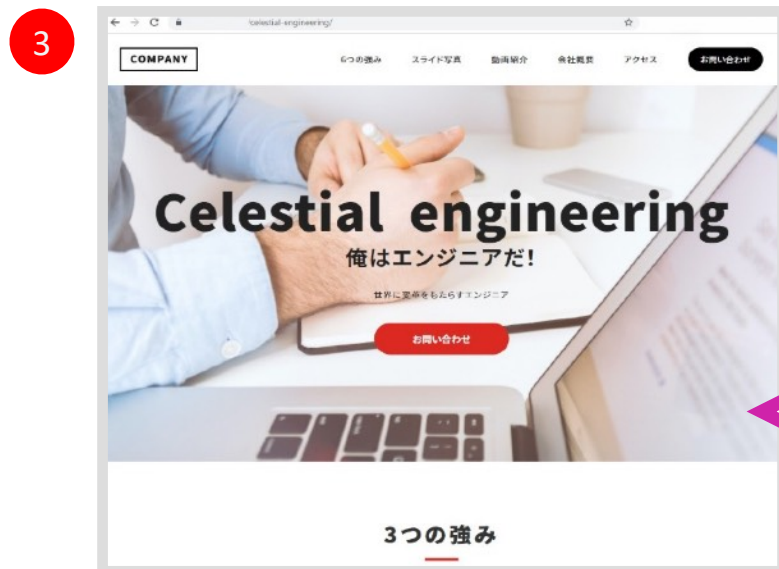 3
celestial-engineering/
COMPANY
6つの強み スライド写真 動画紹介 会社概要 アクセス お問い合わせ
Celestial engineering
俺はエンジニアだ!
世界に変革をもたらすエンジニア
お問い合わせ
3つの強み